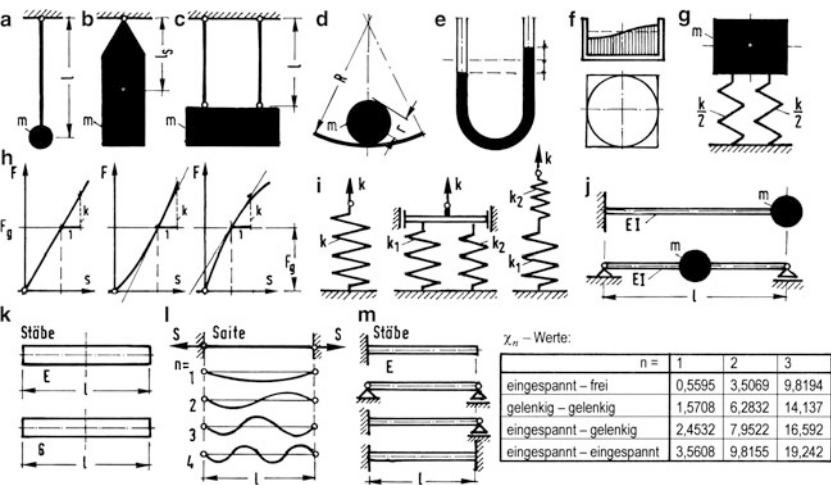 a b c d e f g
l l_S l R r m
m m m m k/2 k/2
h i j
F F F k k k_2 m
F_g k 1 k 1 k 1 F_g k k_1 k_2 k_1 EI
s s s m EI l
k l m
Stäbe S Saite S Stäbe χₙ – Werte:
E n= E
l 1
G 2
l 3
4
l l
n = 1 2 3
eingespannt – frei 0,5595 3,5069 9,8194
gelenkig – gelenkig 1,5708 6,2832 14,137
eingespannt – gelenkig 2,4532 7,9522 16,592
eingespannt – eingespannt 3,5608 9,8155 19,242